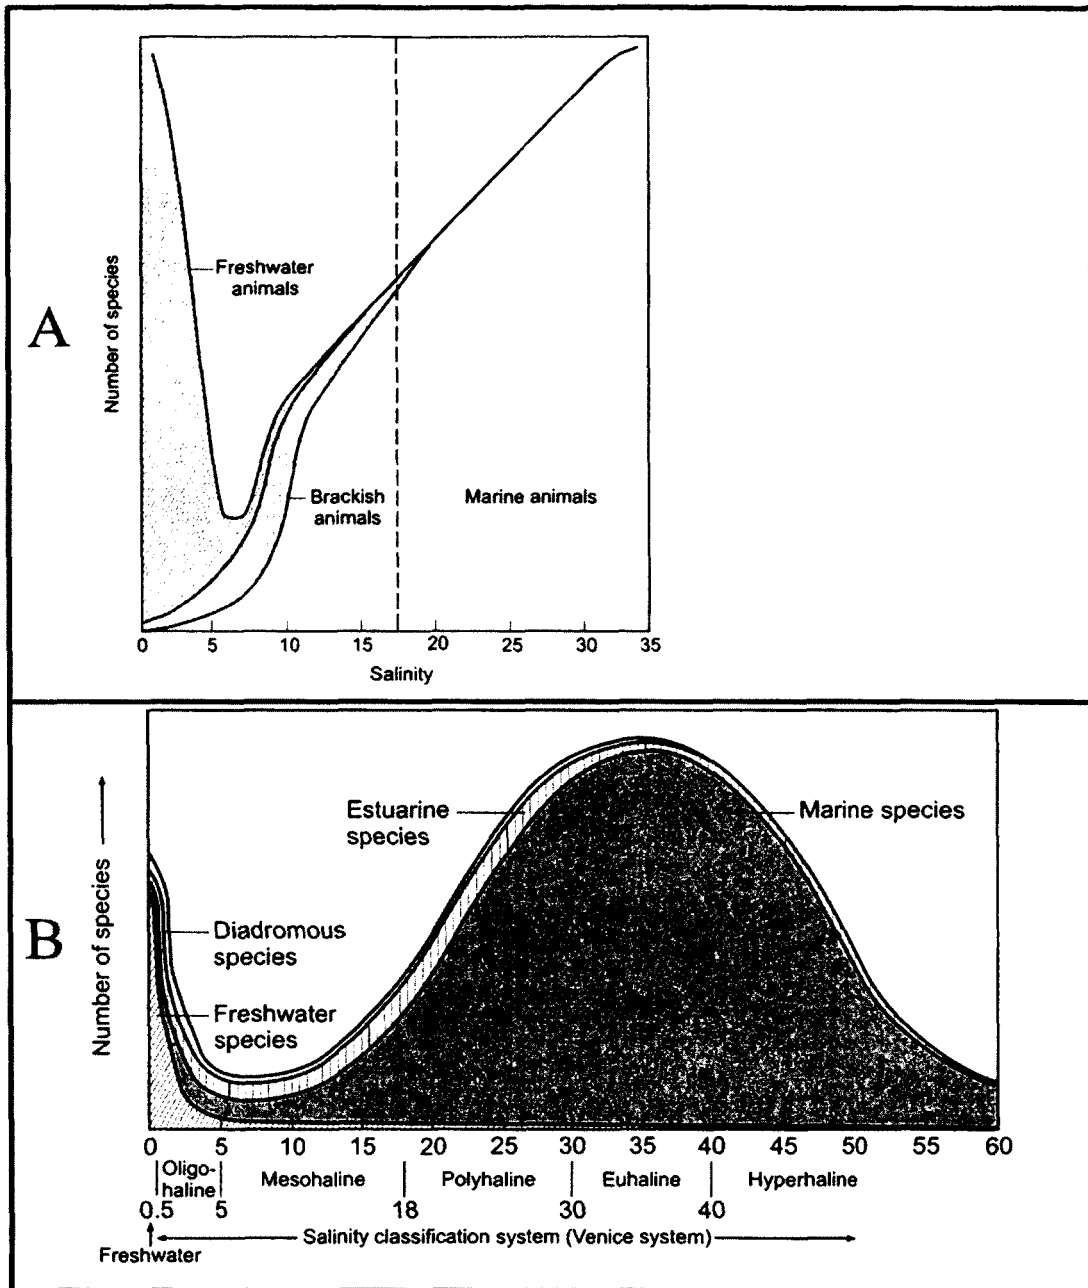 A
Number of species
Freshwater
animals
Brackish
animals
Marine animals
0 5 10 15 20 25 30 35
Salinity
B
Number of species
Estuarine
species
Marine species
Diadromous
species
Freshwater
species
0 5 10 15 20 25 30 35 40 45 50 55 60
Oligo-
haline
Mesohaline
Polyhaline
Euhaline
Hyperhaline
0.5 5 18 30 40
Salinity classification system (Venice system)
Freshwater